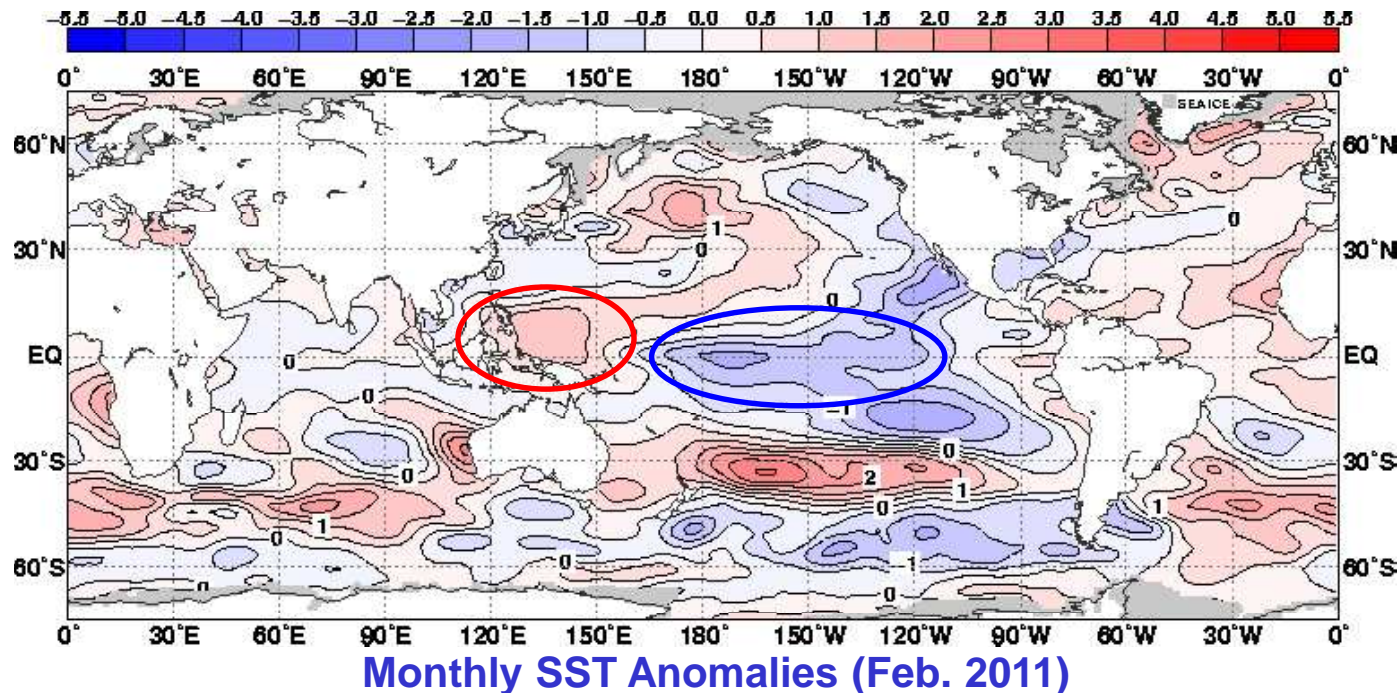 -5.5 -5.0 -4.5 -4.0 -3.5 -3.0 -2.5 -2.0 -1.5 -1.0 -0.5 0.0 0.5 1.0 1.5 2.0 2.5 3.0 3.5 4.0 4.5 5.0 5.5
0° 30°E 60°E 90°E 120°E 150°E 180° 150°W 120°W 90°W 60°W 30°W 0°
SEA ICE
60°N 60°N
1 0
0
30°N 30°N
0
EQ 0 0 EQ
0 -1
0
30°S 0 30°S
2
1
0 1
1
0
0
60°S 0 -1 60°S
0 0
0° 30°E 60°E 90°E 120°E 150°E 180° 150°W 120°W 90°W 60°W 30°W 0°
Monthly SST Anomalies (Feb. 2011)